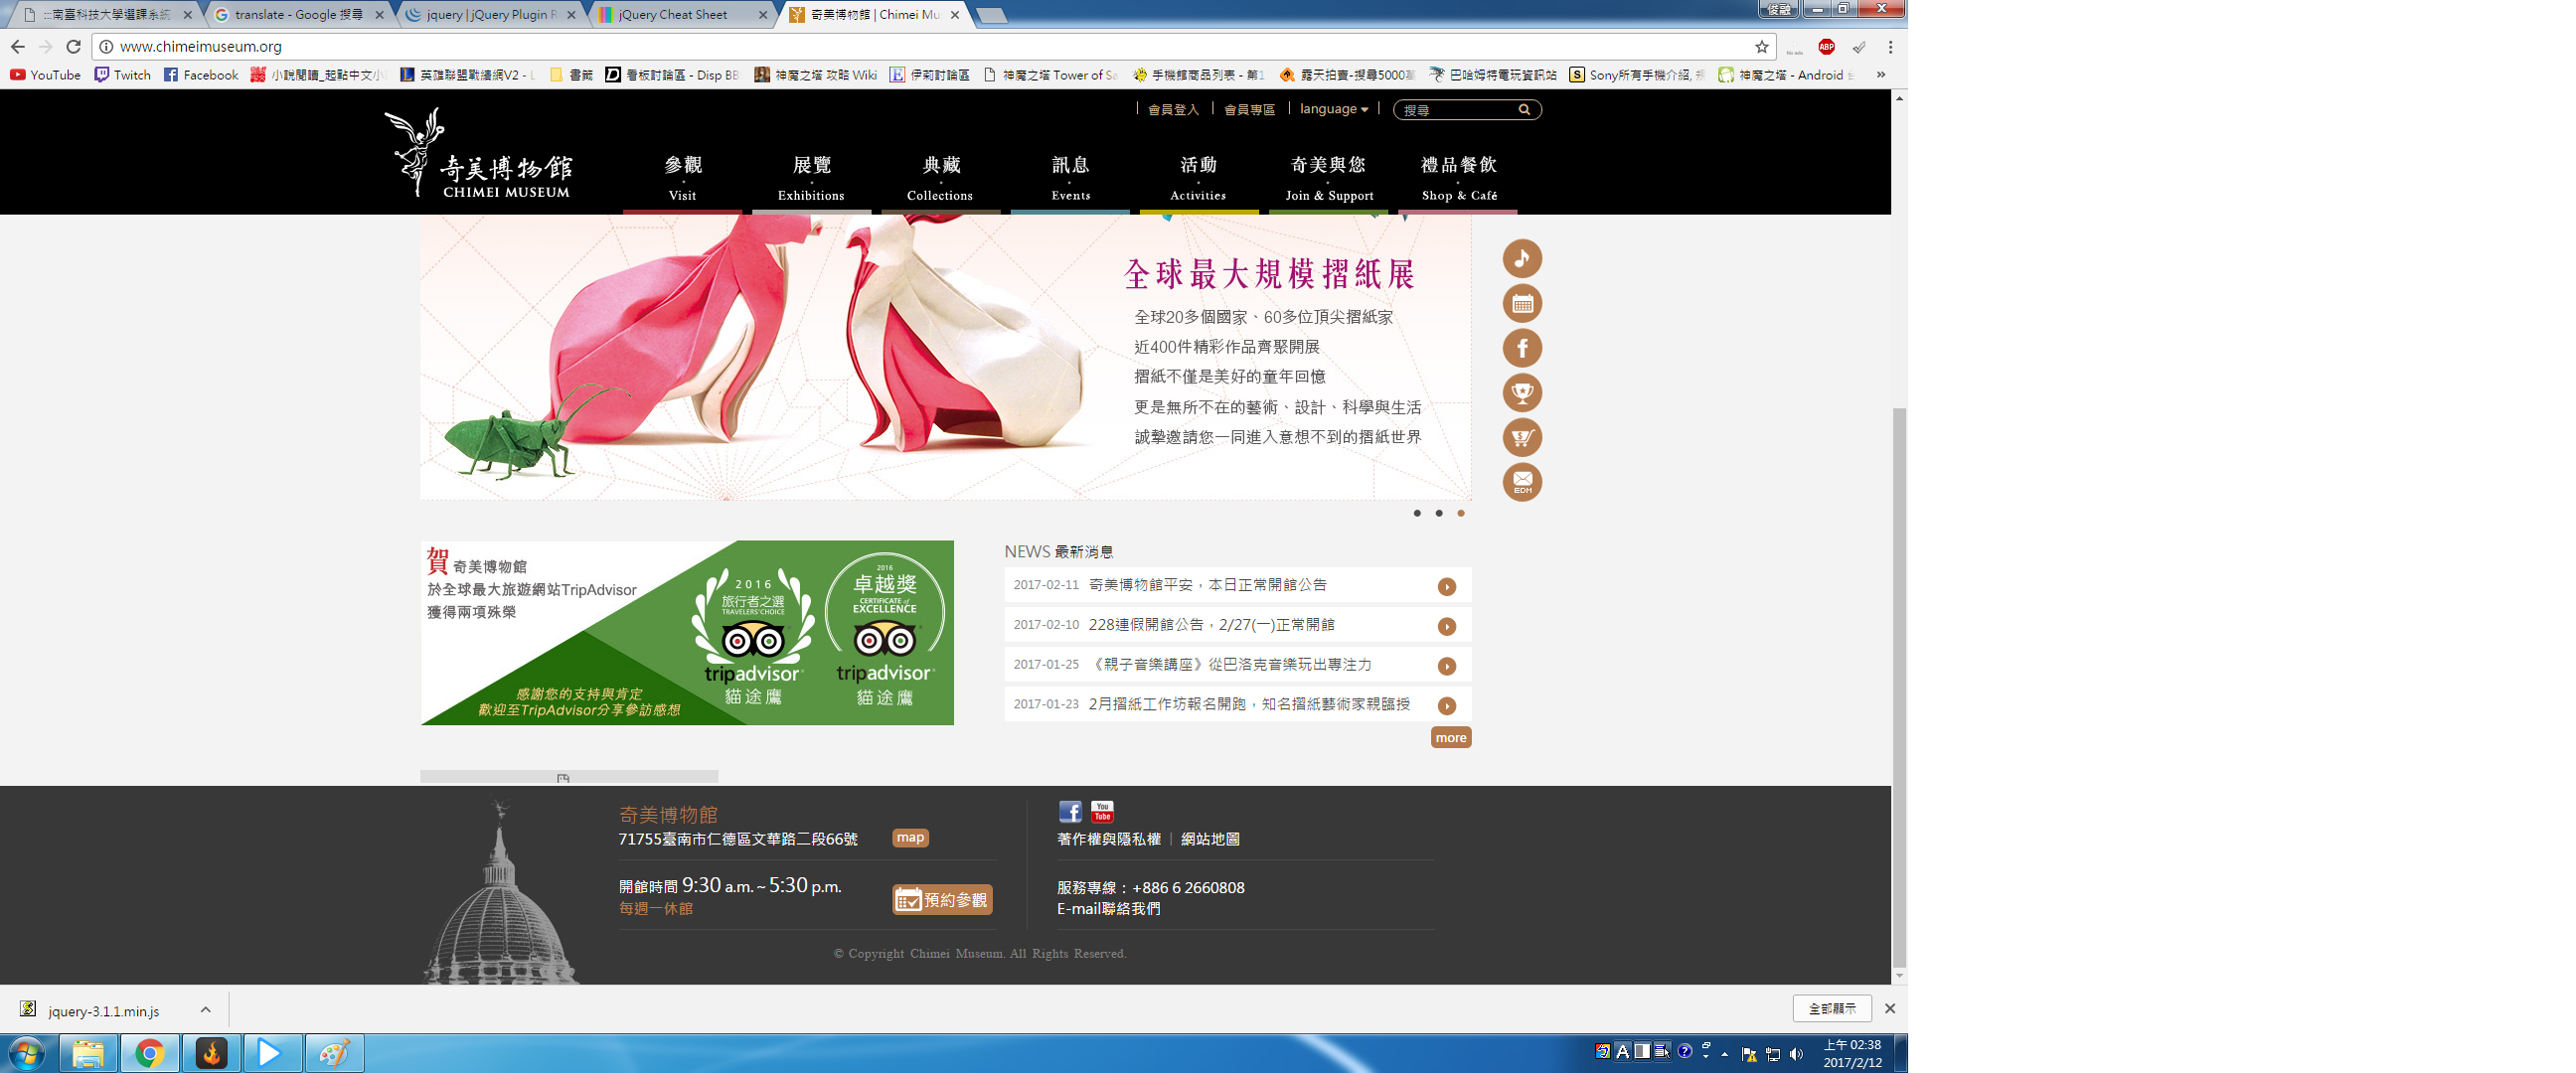 :::南臺科技大學選課系統
translate - Google 搜尋
jquery | jQuery Plugin R
jQuery Cheat Sheet
奇美博物館 | Chimei Mu
俊融
www.chimeimuseum.org
ABP
YouTube
Twitch
Facebook
小說閱讀_起點中文小
英雄聯盟戰績網V2 - L
書籤
看板討論區 - Disp BB
神魔之塔 攻略 Wiki
伊莉討論區
神魔之塔 Tower of Sa
手機館商品列表 - 第1
露天拍賣-搜尋5000萬
巴哈姆特電玩資訊站
Sony所有手機介紹, 規
神魔之塔 - Android
»
會員登入
會員專區
language
搜尋
奇美博物館
CHIMEI MUSEUM
參觀
Visit
展覽
Exhibitions
典藏
Collections
訊息
Events
活動
Activities
奇美與您
Join & Support
禮品餐飲
Shop & Café
全球最大規模摺紙展
全球20多個國家、60多位頂尖摺紙家
近400件精彩作品齊聚開展
摺紙不僅是美好的童年回憶
更是無所不在的藝術、設計、科學與生活
誠摯邀請您一同進入意想不到的摺紙世界
EDM
賀 奇美博物館
於全球最大旅遊網站TripAdvisor
獲得兩項殊榮
2016
旅行者之選
TRAVELERS' CHOICE
tripadvisor®
貓途鷹
2016
卓越獎
CERTIFICATE of
EXCELLENCE
tripadvisor®
貓途鷹
感謝您的支持與肯定
歡迎至TripAdvisor分享參訪感想
NEWS 最新消息
2017-02-11 奇美博物館平安，本日正常開館公告
2017-02-10 228連假開館公告，2/27(一)正常開館
2017-01-25 《親子音樂講座》從巴洛克音樂玩出專注力
2017-01-23 2月摺紙工作坊報名開跑，知名摺紙藝術家親臨授
more
奇美博物館
71755臺南市仁德區文華路二段66號
map
開館時間 9:30 a.m. ~ 5:30 p.m.
每週一休館
預約參觀
You
Tube
著作權與隱私權 | 網站地圖
服務專線：+886 6 2660808
E-mail聯絡我們
© Copyright Chimei Museum. All Rights Reserved.
jquery-3.1.1.min.js
全部顯示
上午 02:38
2017/2/12